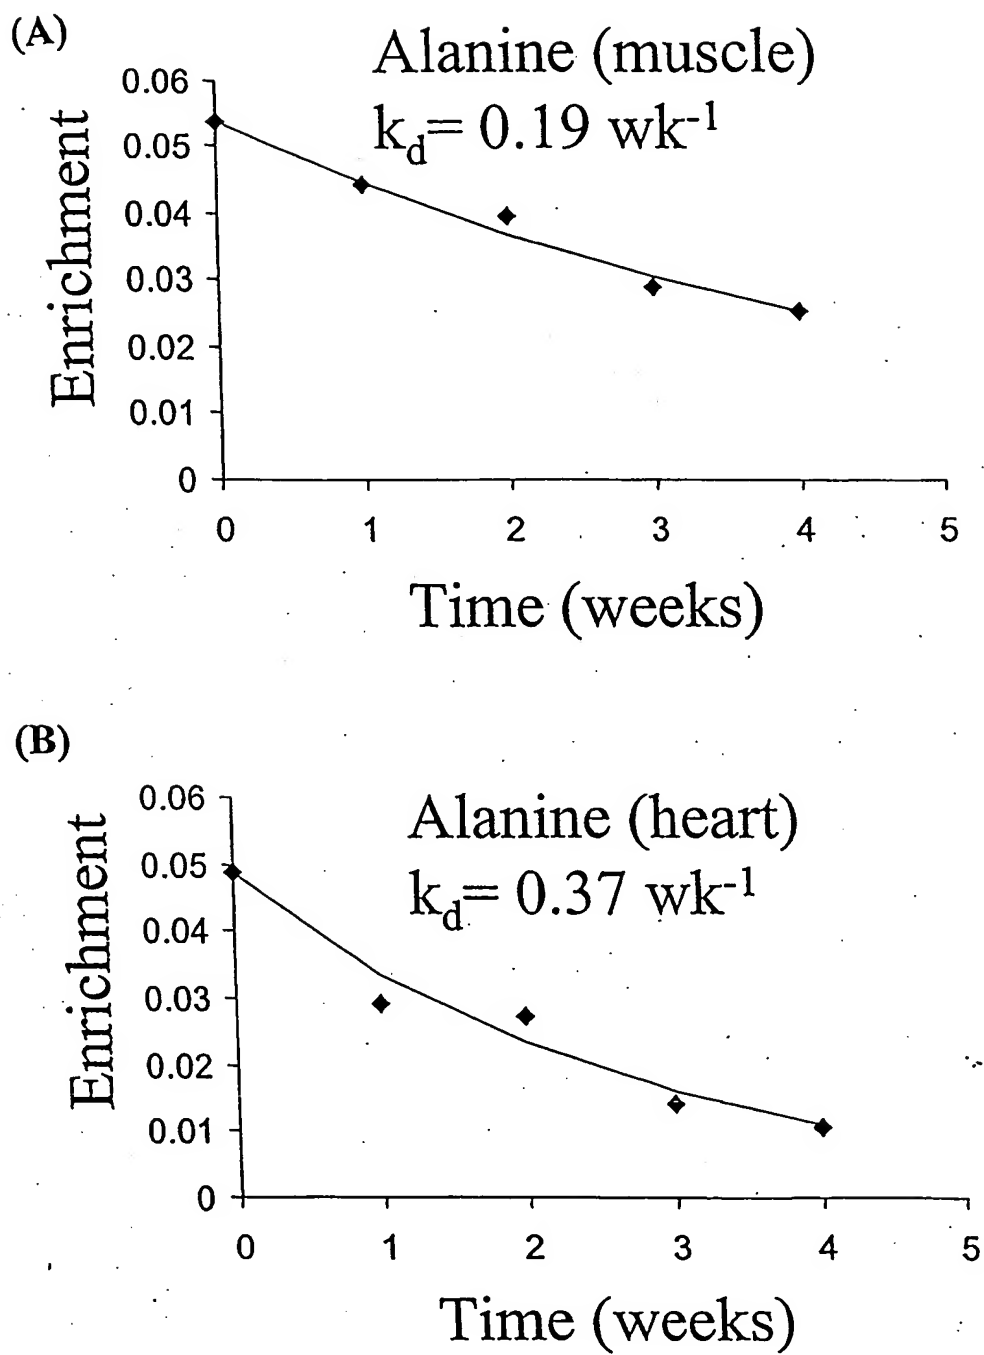 (A)
Alanine (muscle)
k_d= 0.19 wk⁻¹
Enrichment
0.06
0.05
0.04
0.03
0.02
0.01
0
0 1 2 3 4 5
Time (weeks)
(B)
Alanine (heart)
k_d= 0.37 wk⁻¹
Enrichment
0.06
0.05
0.04
0.03
0.02
0.01
0
0 1 2 3 4 5
Time (weeks)